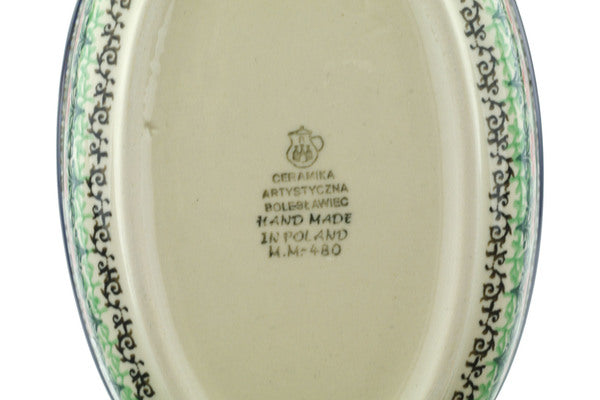 CERAMIKA
ARTYSTYCZNA
BOLESŁAWIEC
HAND MADE
IN POLAND
M.M-480